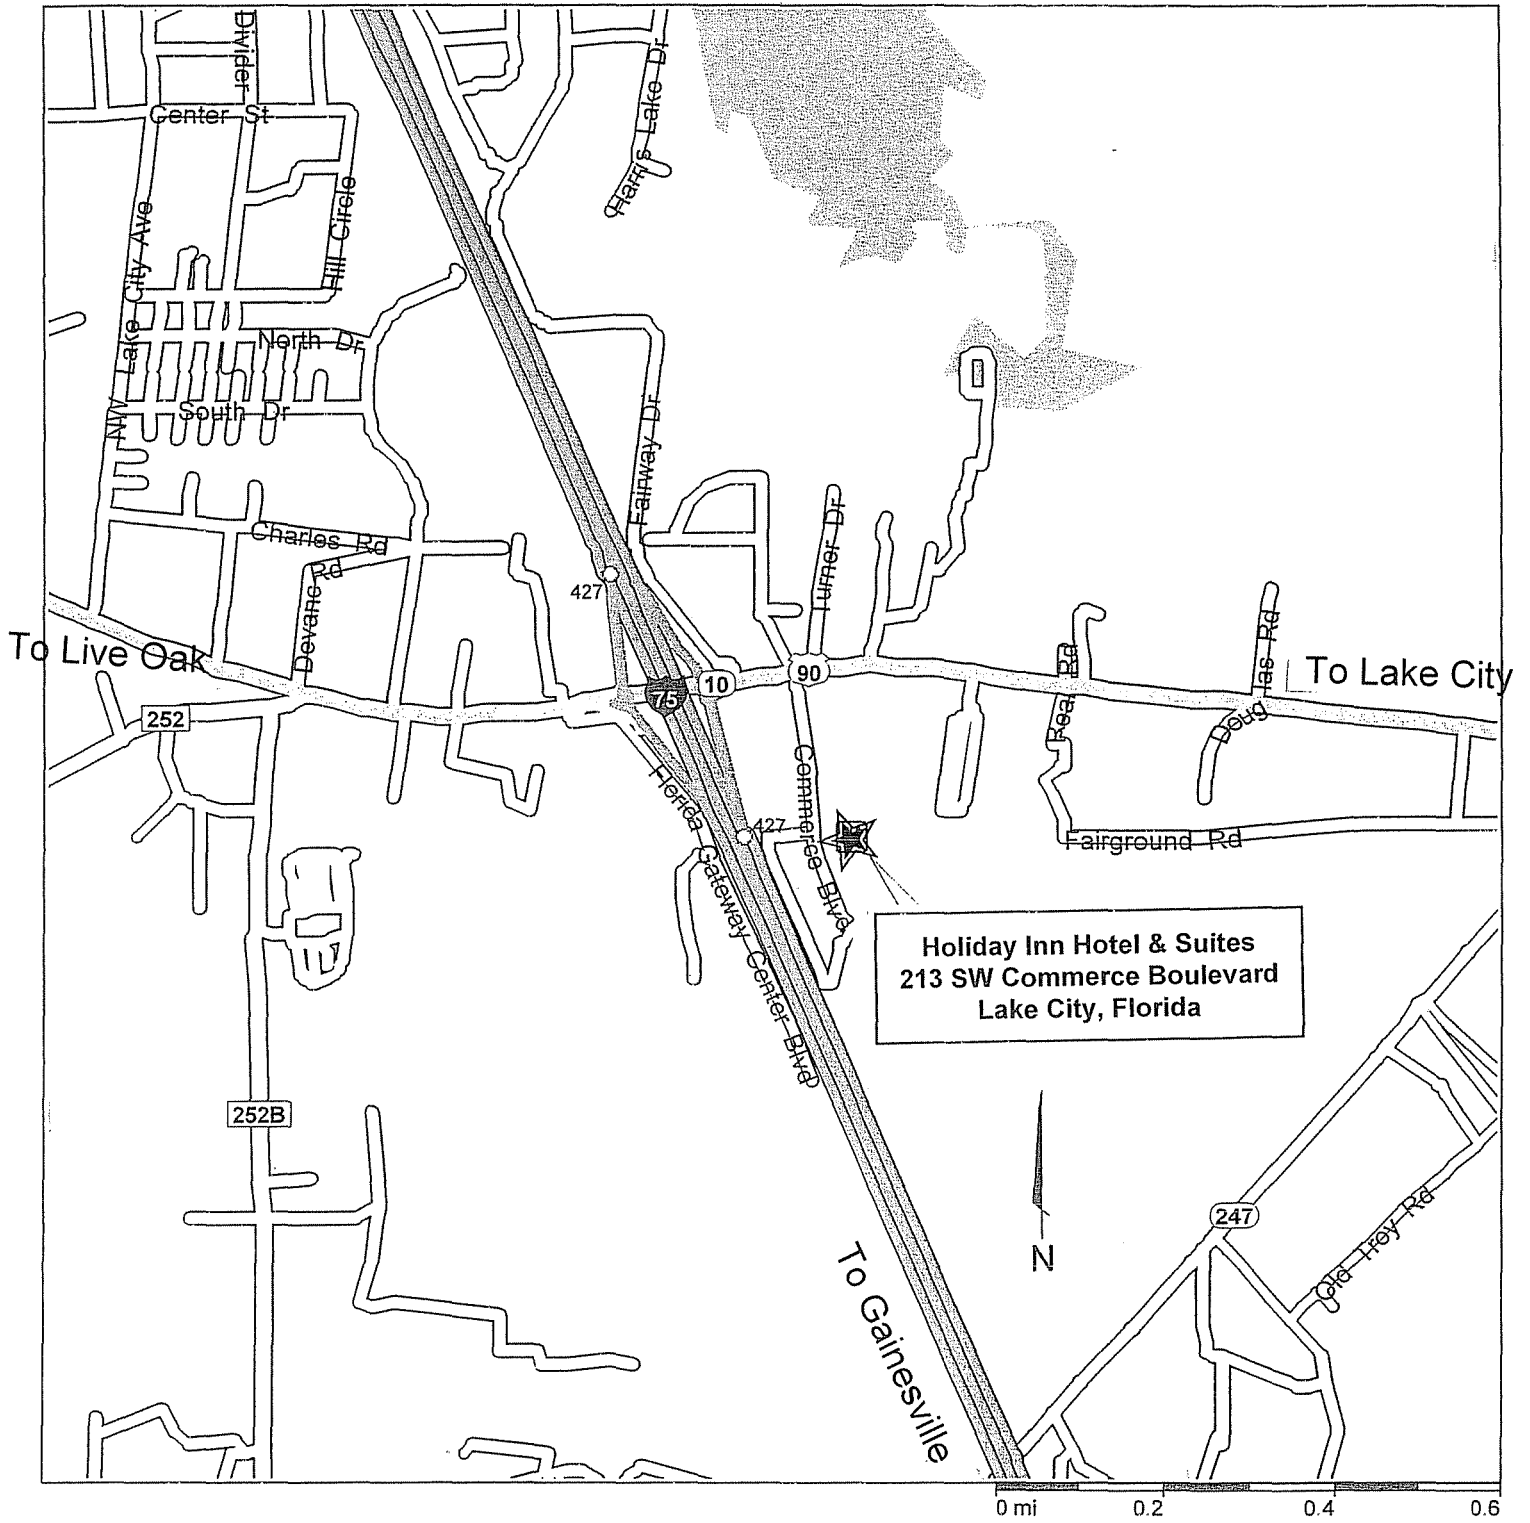 Divider
Center St
Harris Lake Dr
NW Lake City Ave
Hill Circle
North Dr
South Dr
Fairway Dr
Charles Rd
Devane Rd
Turner Dr
427
To Live Oak
252
75
10
90
Real Rd
Douglas Rd
To Lake City
Florida Gateway Center Blvd
Commerce Blvd
427
Fairground Rd
Holiday Inn Hotel & Suites
213 SW Commerce Boulevard
Lake City, Florida
252B
N
247
Old Troy Rd
To Gainesville
0 mi 0.2 0.4 0.6